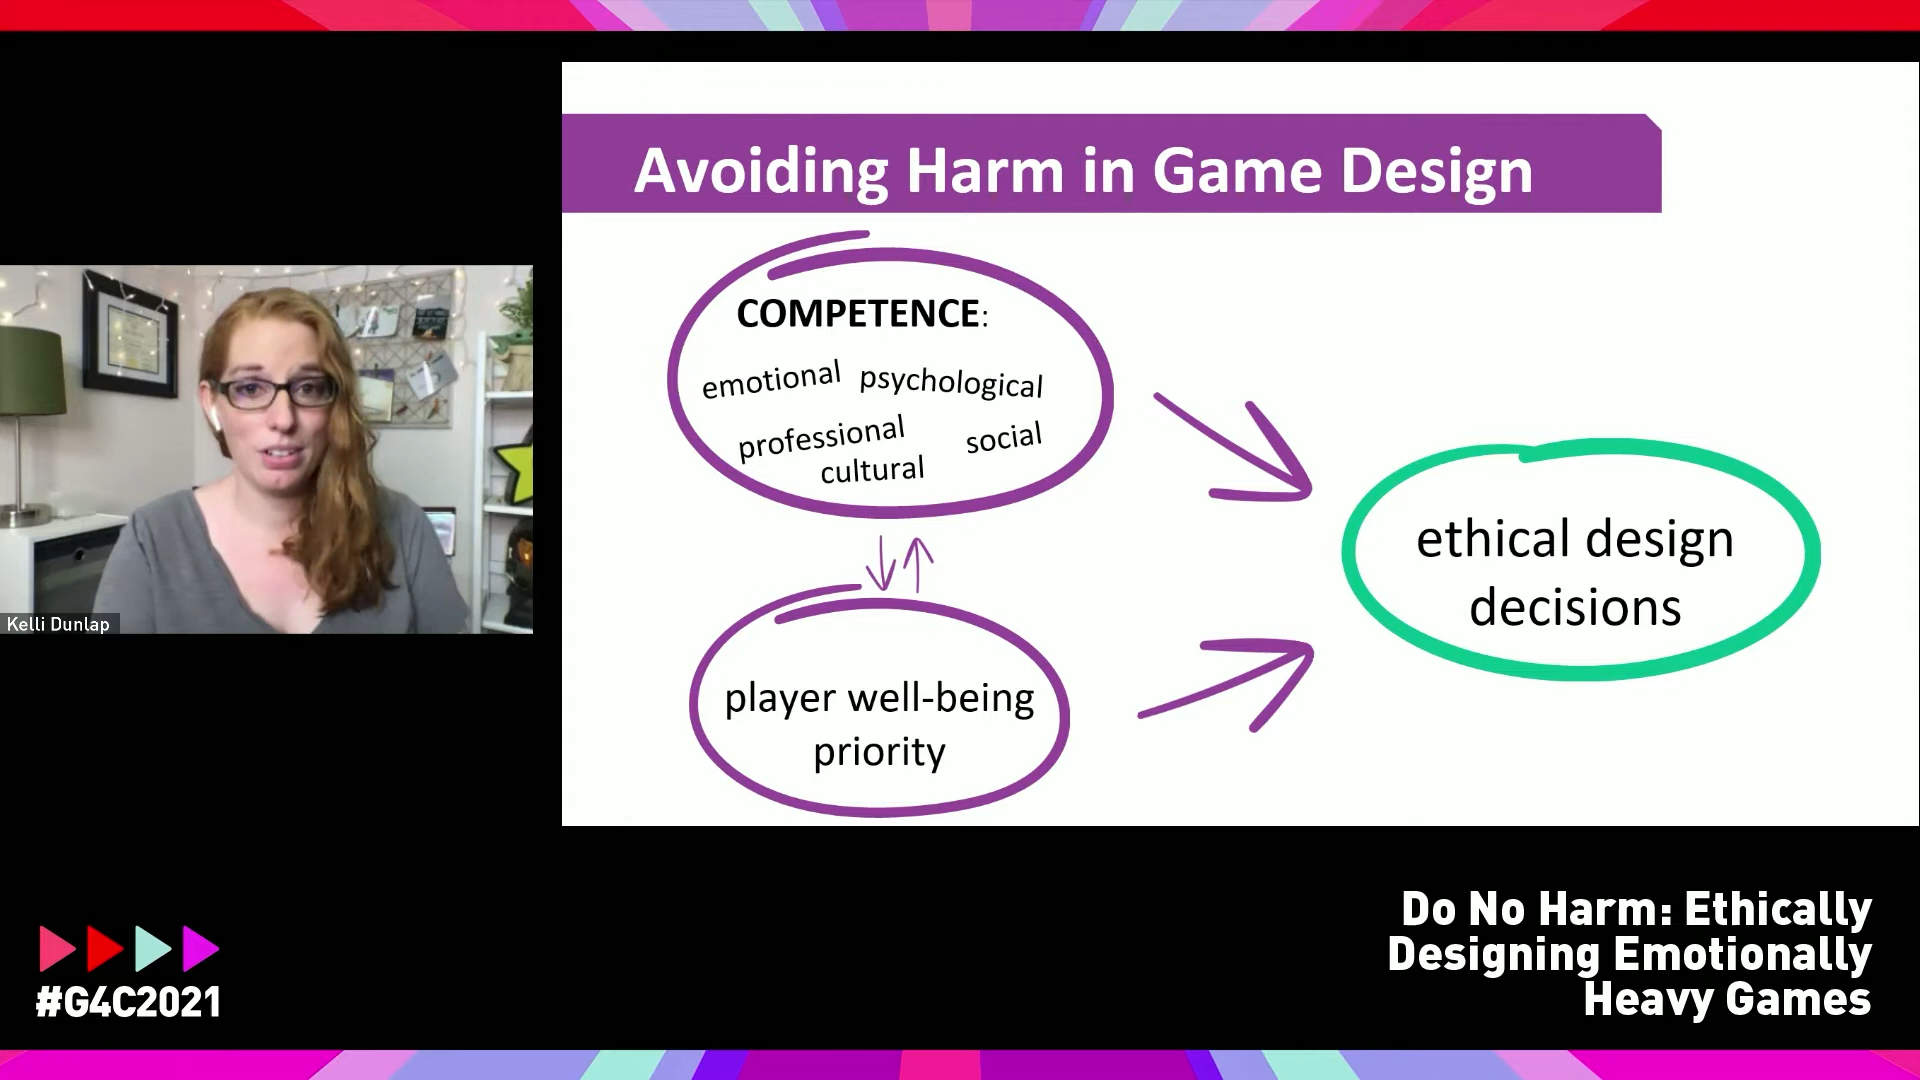 Avoiding Harm in Game Design
COMPETENCE:
emotional psychological
professional social
cultural
player well-being
priority
ethical design
decisions
Kelli Dunlap
#G4C2021
Do No Harm: Ethically
Designing Emotionally
Heavy Games